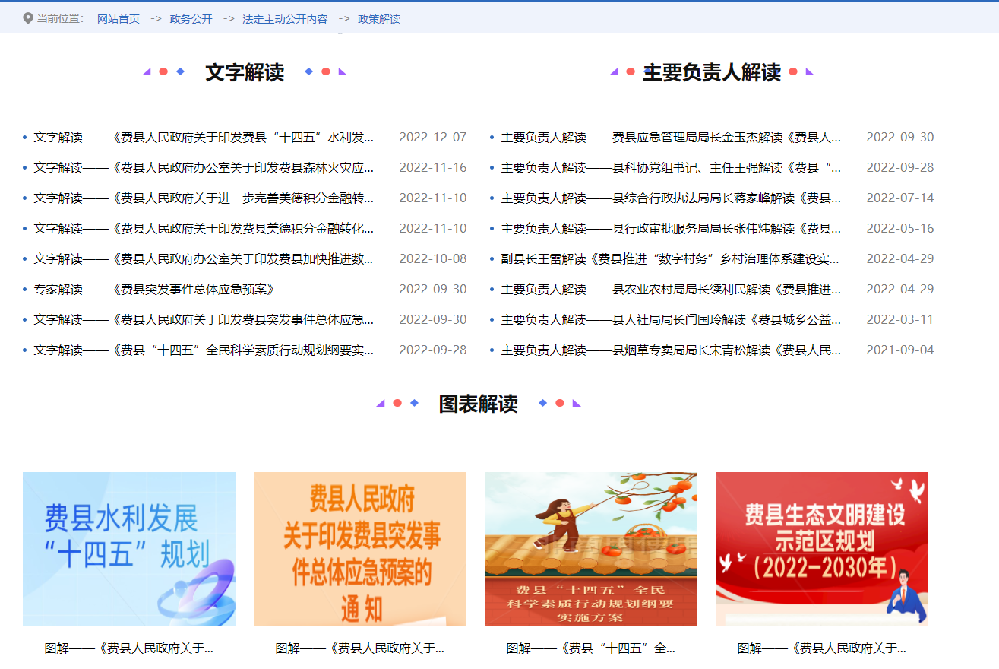 当前位置： 网站首页 -> 政务公开 -> 法定主动公开内容 -> 政策解读
文字解读
文字解读——《费县人民政府关于印发费县“十四五”水利发... 2022-12-07
文字解读——《费县人民政府办公室关于印发费县森林火灾应... 2022-11-16
文字解读——《费县人民政府关于进一步完善美德积分金融转... 2022-11-10
文字解读——《费县人民政府关于印发费县美德积分金融转化... 2022-11-10
文字解读——《费县人民政府办公室关于印发费县加快推进数... 2022-10-08
专家解读——《费县突发事件总体应急预案》 2022-09-30
文字解读——《费县人民政府关于印发费县突发事件总体应急... 2022-09-30
文字解读——《费县“十四五”全民科学素质行动规划纲要实... 2022-09-28
主要负责人解读
主要负责人解读——费县应急管理局局长金玉杰解读《费县人... 2022-09-30
主要负责人解读——县科协党组书记、主任王强解读《费县“... 2022-09-28
主要负责人解读——县综合行政执法局局长蒋家峰解读《费县... 2022-07-14
主要负责人解读——县行政审批服务局局长张伟炜解读《费县... 2022-05-16
副县长王雷解读《费县推进“数字村务”乡村治理体系建设实... 2022-04-29
主要负责人解读——县农业农村局局长续利民解读《费县推进... 2022-04-29
主要负责人解读——县人社局局长闫国玲解读《费县城乡公益... 2022-03-11
主要负责人解读——县烟草专卖局局长宋青松解读《费县人民... 2021-09-04
图表解读
费县水利发展
“十四五”规划
图解——《费县人民政府关于...
费县人民政府
关于印发费县突发事
件总体应急预案的
通知
图解——《费县人民政府关于...
费县“十四五”全民
科学素质行动规划纲要
实施方案
图解——《费县“十四五”全...
费县生态文明建设
示范区规划
（2022-2030年）
图解——《费县人民政府关于...